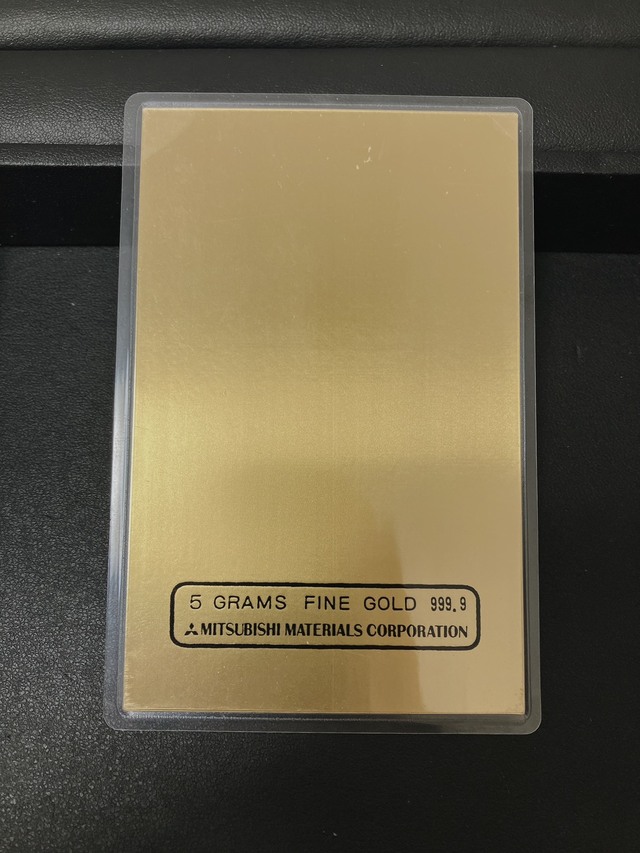 5 GRAMS FINE GOLD 999.9
MITSUBISHI MATERIALS CORPORATION